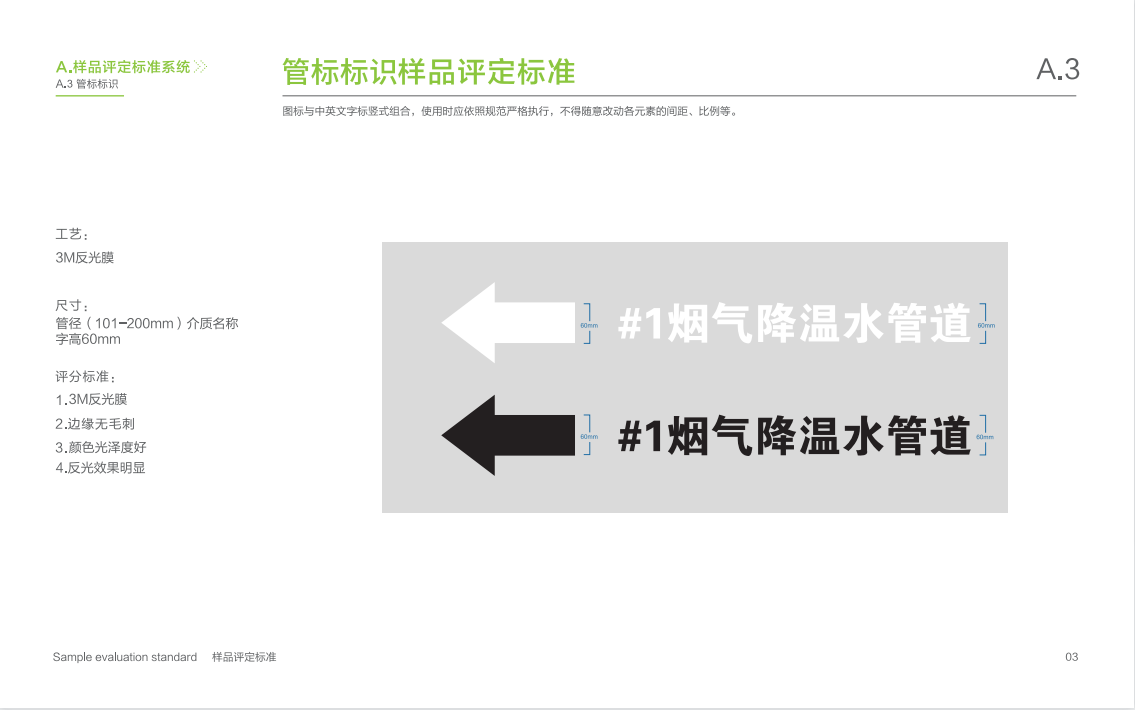 A.样品评定标准系统
A.3 管标标识
管标标识样品评定标准
A.3
图标与中英文字标竖式组合，使用时应依照规范严格执行，不得随意改动各元素的间距、比例等。
工艺：
3M反光膜
尺寸：
管径（101-200mm）介质名称
字高60mm
评分标准：
1.3M反光膜
2.边缘无毛刺
3.颜色光泽度好
4.反光效果明显
60mm
#1烟气降温水管道
60mm
60mm
#1烟气降温水管道
60mm
Sample evaluation standard 样品评定标准
03